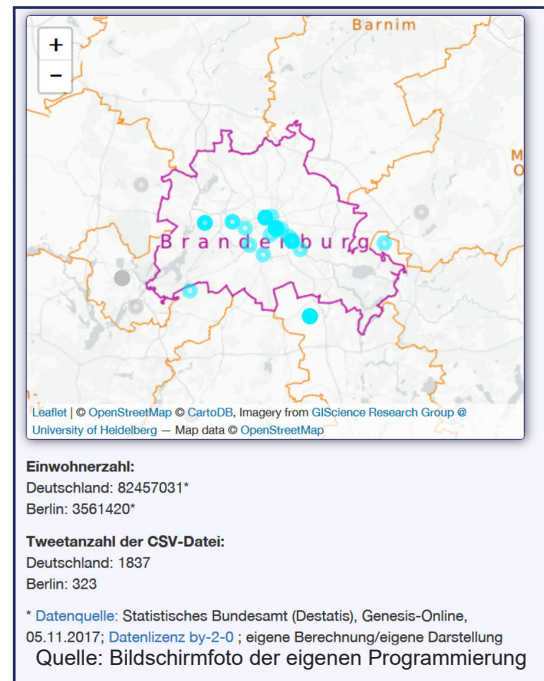 +
−
Barnim
M
O
Brandenburg
Leaflet | © OpenStreetMap © CartoDB, Imagery from GIScience Research Group @
University of Heidelberg — Map data © OpenStreetMap
Einwohnerzahl:
Deutschland: 82457031*
Berlin: 3561420*
Tweetanzahl der CSV-Datei:
Deutschland: 1837
Berlin: 323
* Datenquelle: Statistisches Bundesamt (Destatis), Genesis-Online,
05.11.2017; Datenlizenz by-2-0 ; eigene Berechnung/eigene Darstellung
Quelle: Bildschirmfoto der eigenen Programmierung